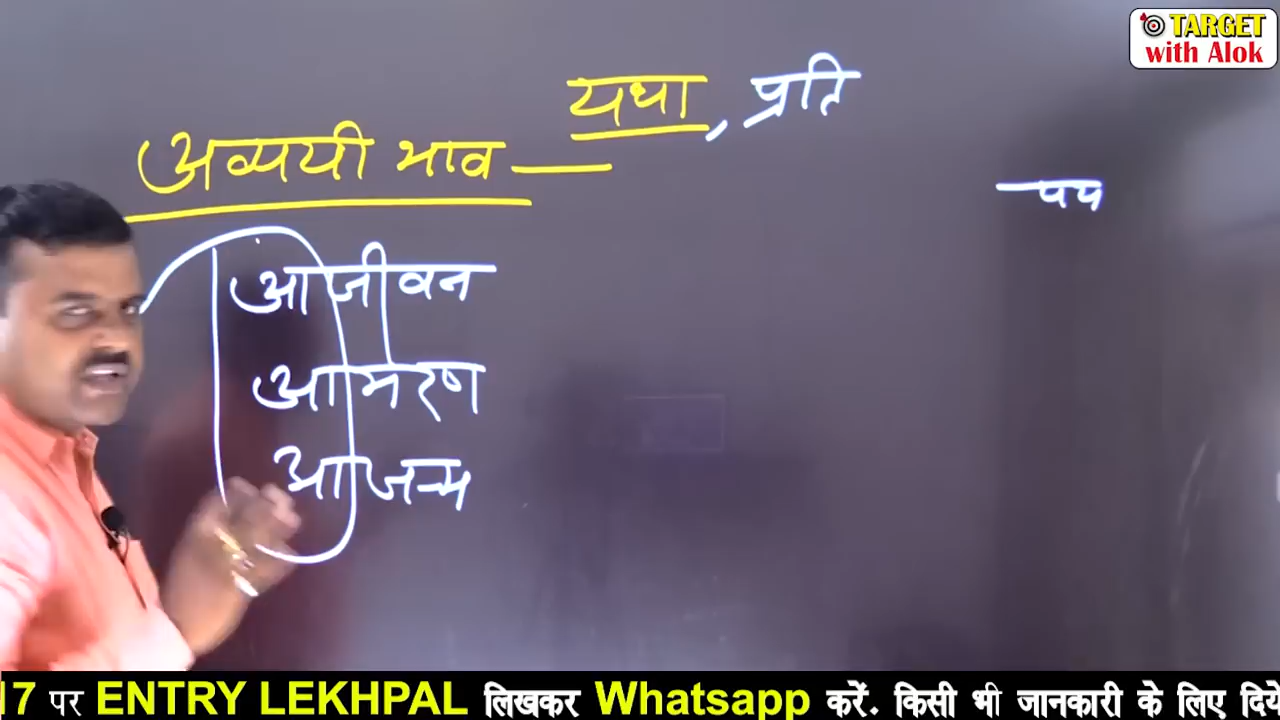 TARGET
with Alok
यथा, प्रति
अव्ययी भाव —
आजीवन
आमरण
आजन्म
17 पर ENTRY LEKHPAL लिखकर Whatsapp करें. किसी भी जानकारी के लिए दिये